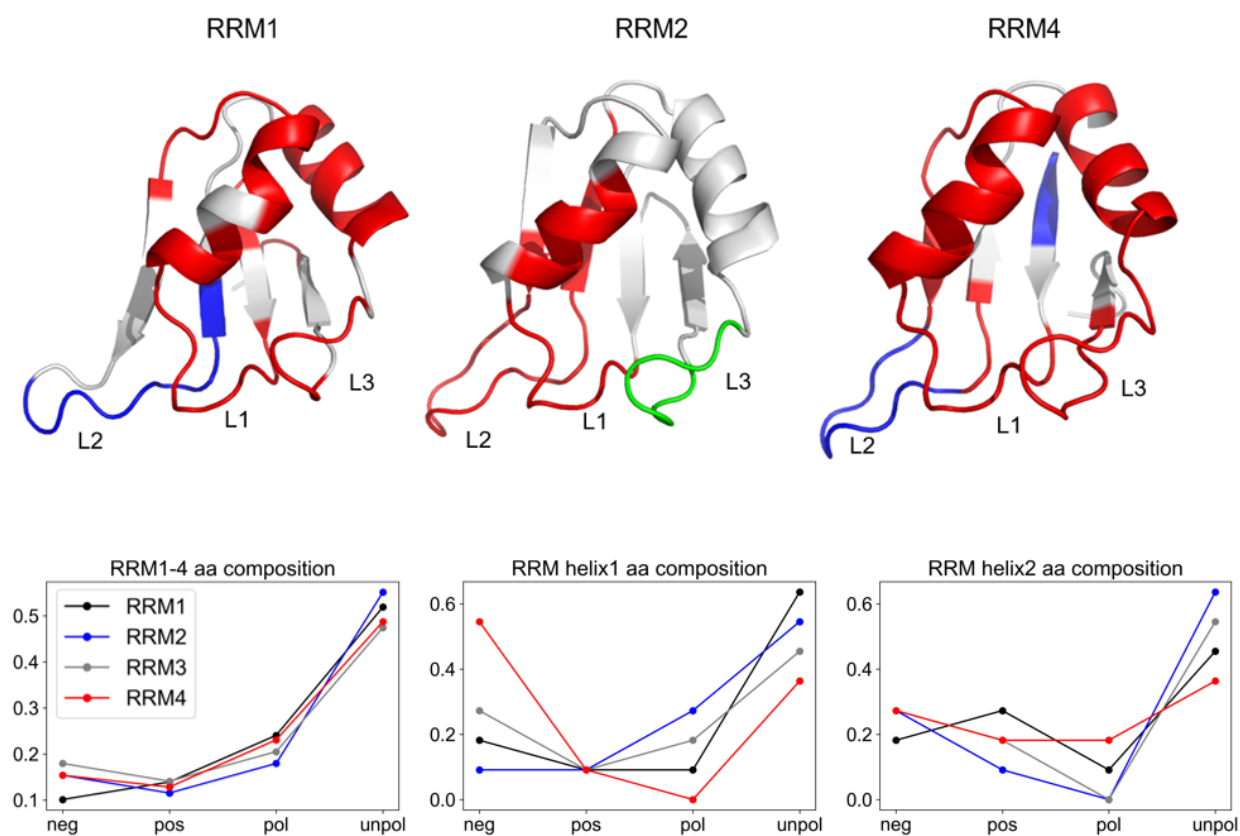 RRM1 RRM2 RRM4
L2 L1 L3
L2 L1 L3
L2 L1 L3
RRM1-4 aa composition
RRM1
RRM2
RRM3
RRM4
0.5
0.4
0.3
0.2
0.1
neg pos pol unpol
RRM helix1 aa composition
0.6
0.4
0.2
0.0
neg pos pol unpol
RRM helix2 aa composition
0.6
0.4
0.2
0.0
neg pos pol unpol